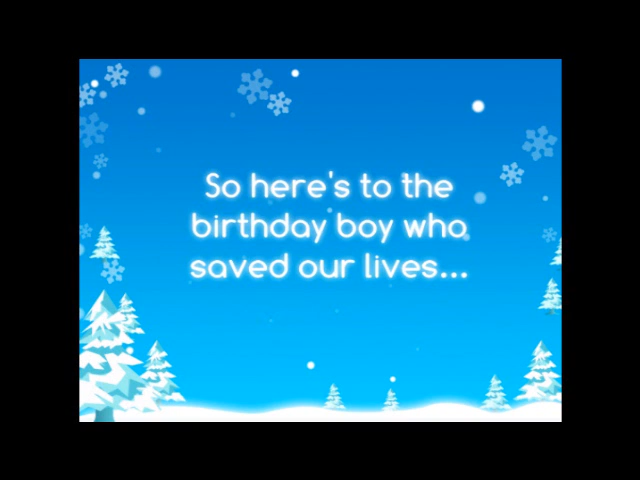 So here's to the
birthday boy who
saved our lives...